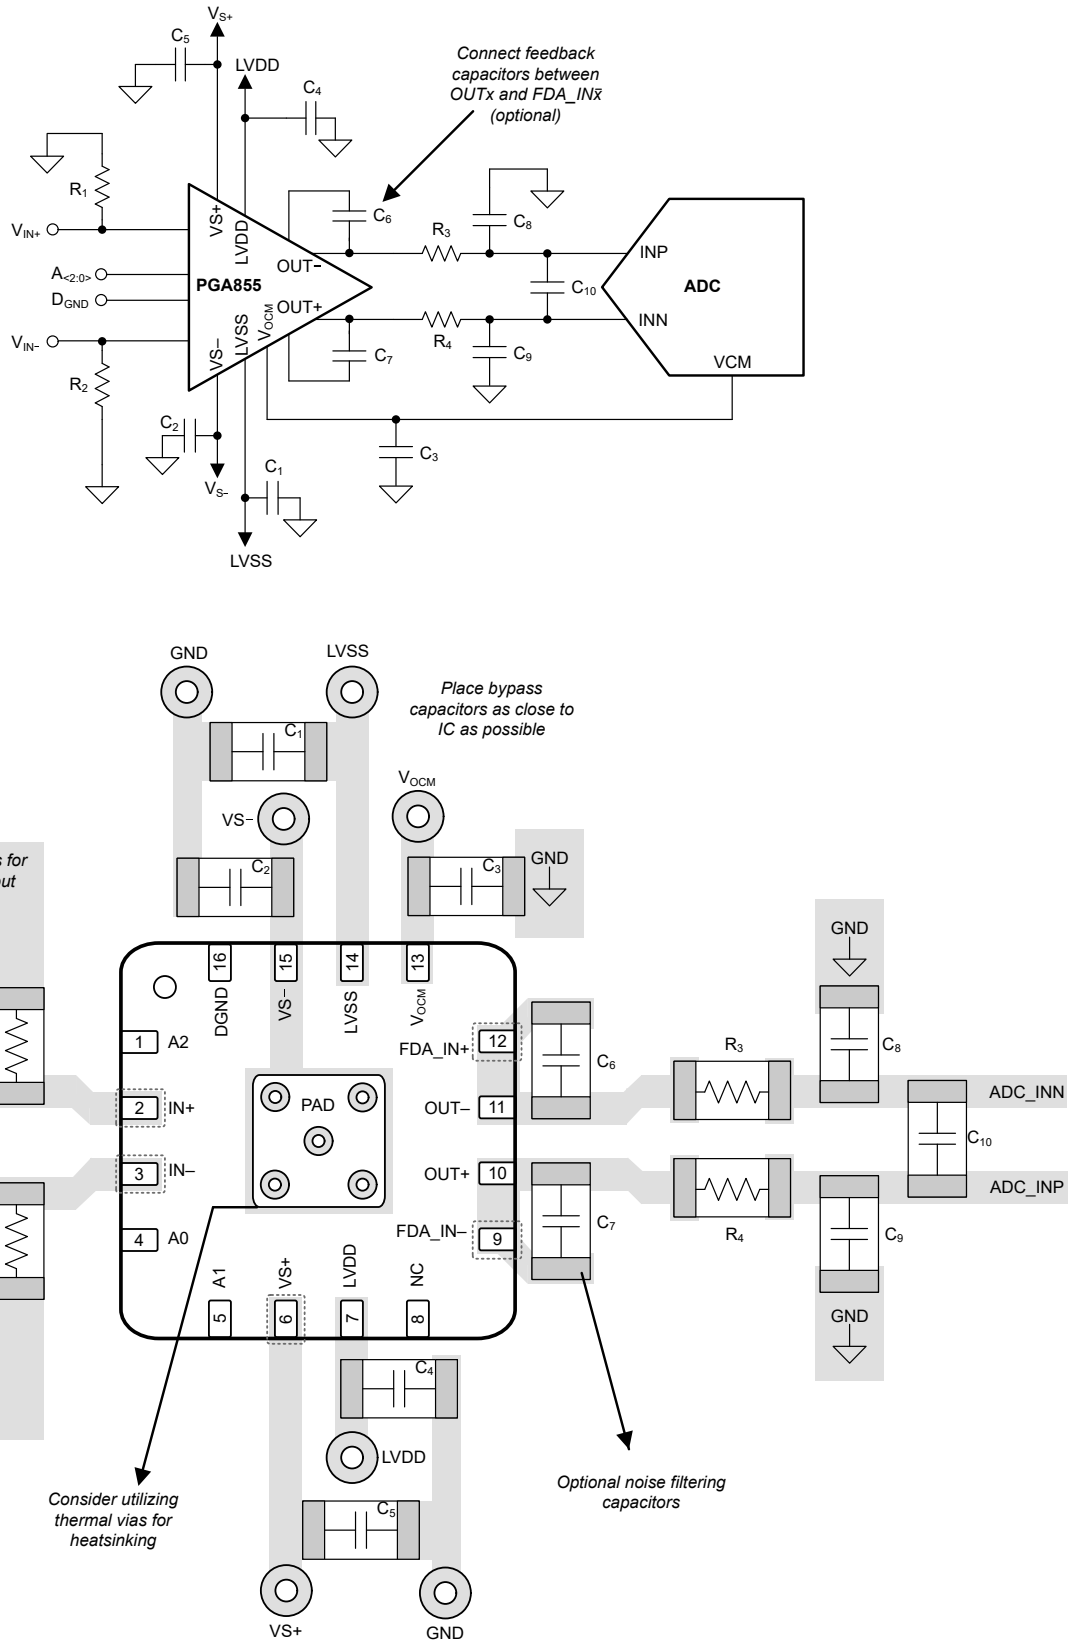 VS+
C5
LVDD
C4
Connect feedback
capacitors between
OUTx and FDA_INx̅
(optional)
R1
VIN+
A<2:0>
DGND
VIN-
R2
VS+
LVDD
PGA855
OUT–
OUT+
VOCM
LVSS
VS–
C6
C7
R3
R4
C8
C9
C10
INP
ADC
INN
VCM
C2
VS–
C1
C3
LVSS
GND
LVSS
Place bypass
capacitors as close to
IC as possible
C1
VOCM
VS–
C2
C3
GND
s for
out
16
15
14
13
DGND
VS–
LVSS
VOCM
1
A2
2
IN+
3
IN–
4
A0
PAD
FDA_IN+
12
OUT–
11
OUT+
10
FDA_IN–
9
A1
VS+
LVDD
NC
5
6
7
8
C6
C7
R3
R4
GND
C8
C10
C9
GND
ADC_INN
ADC_INP
C4
LVDD
C5
VS+
GND
Consider utilizing
thermal vias for
heatsinking
Optional noise filtering
capacitors